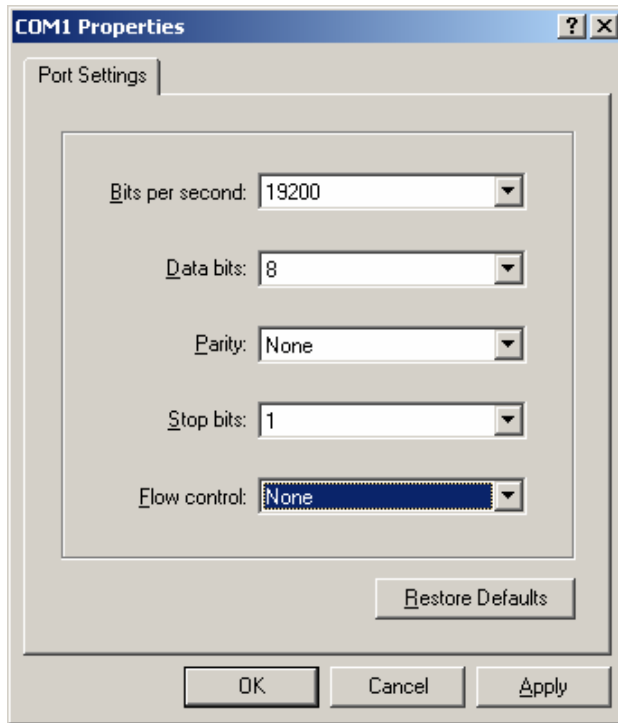 COM1 Properties
Port Settings
Bits per second: 19200
Data bits: 8
Parity: None
Stop bits: 1
Flow control: None
Restore Defaults
OK Cancel Apply